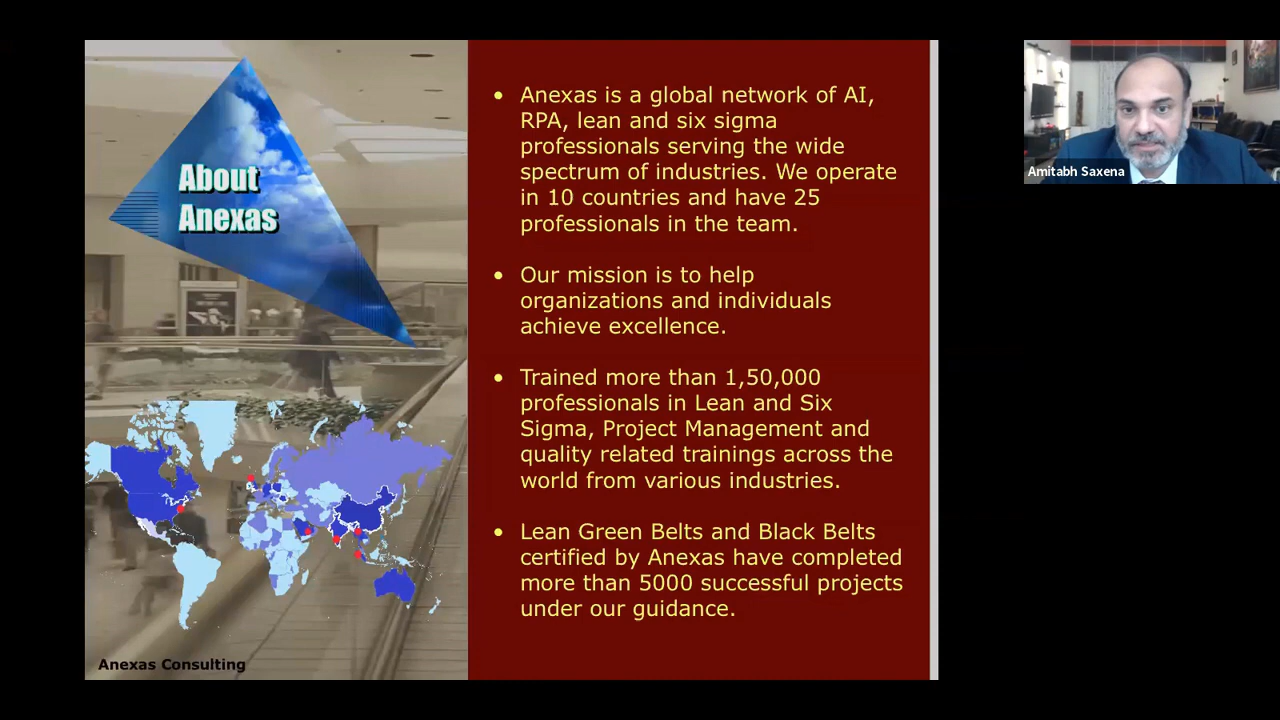 About
Anexas
Anexas is a global network of AI,
RPA, lean and six sigma
professionals serving the wide
spectrum of industries. We operate
in 10 countries and have 25
professionals in the team.
Our mission is to help
organizations and individuals
achieve excellence.
Trained more than 1,50,000
professionals in Lean and Six
Sigma, Project Management and
quality related trainings across the
world from various industries.
Lean Green Belts and Black Belts
certified by Anexas have completed
more than 5000 successful projects
under our guidance.
Anexas Consulting
Amitabh Saxena